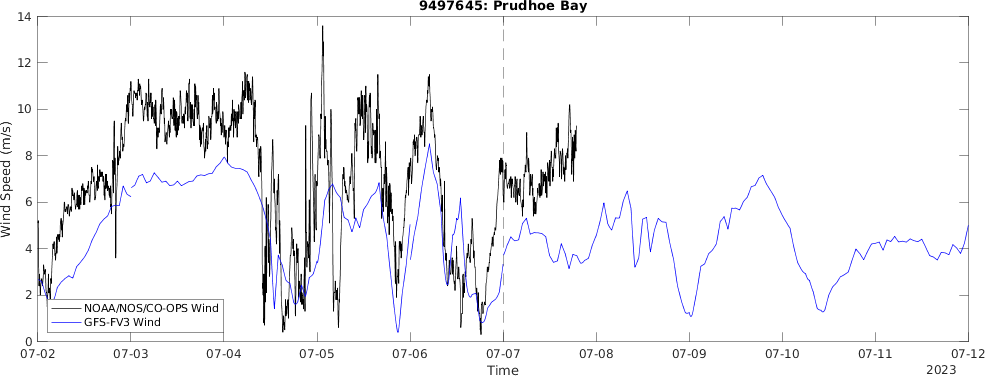 9497645: Prudhoe Bay
14
12
10
8
6
4
2
0
Wind Speed (m/s)
NOAA/NOS/CO-OPS Wind
GFS-FV3 Wind
07-02 07-03 07-04 07-05 07-06 07-07 07-08 07-09 07-10 07-11 07-12
Time
2023